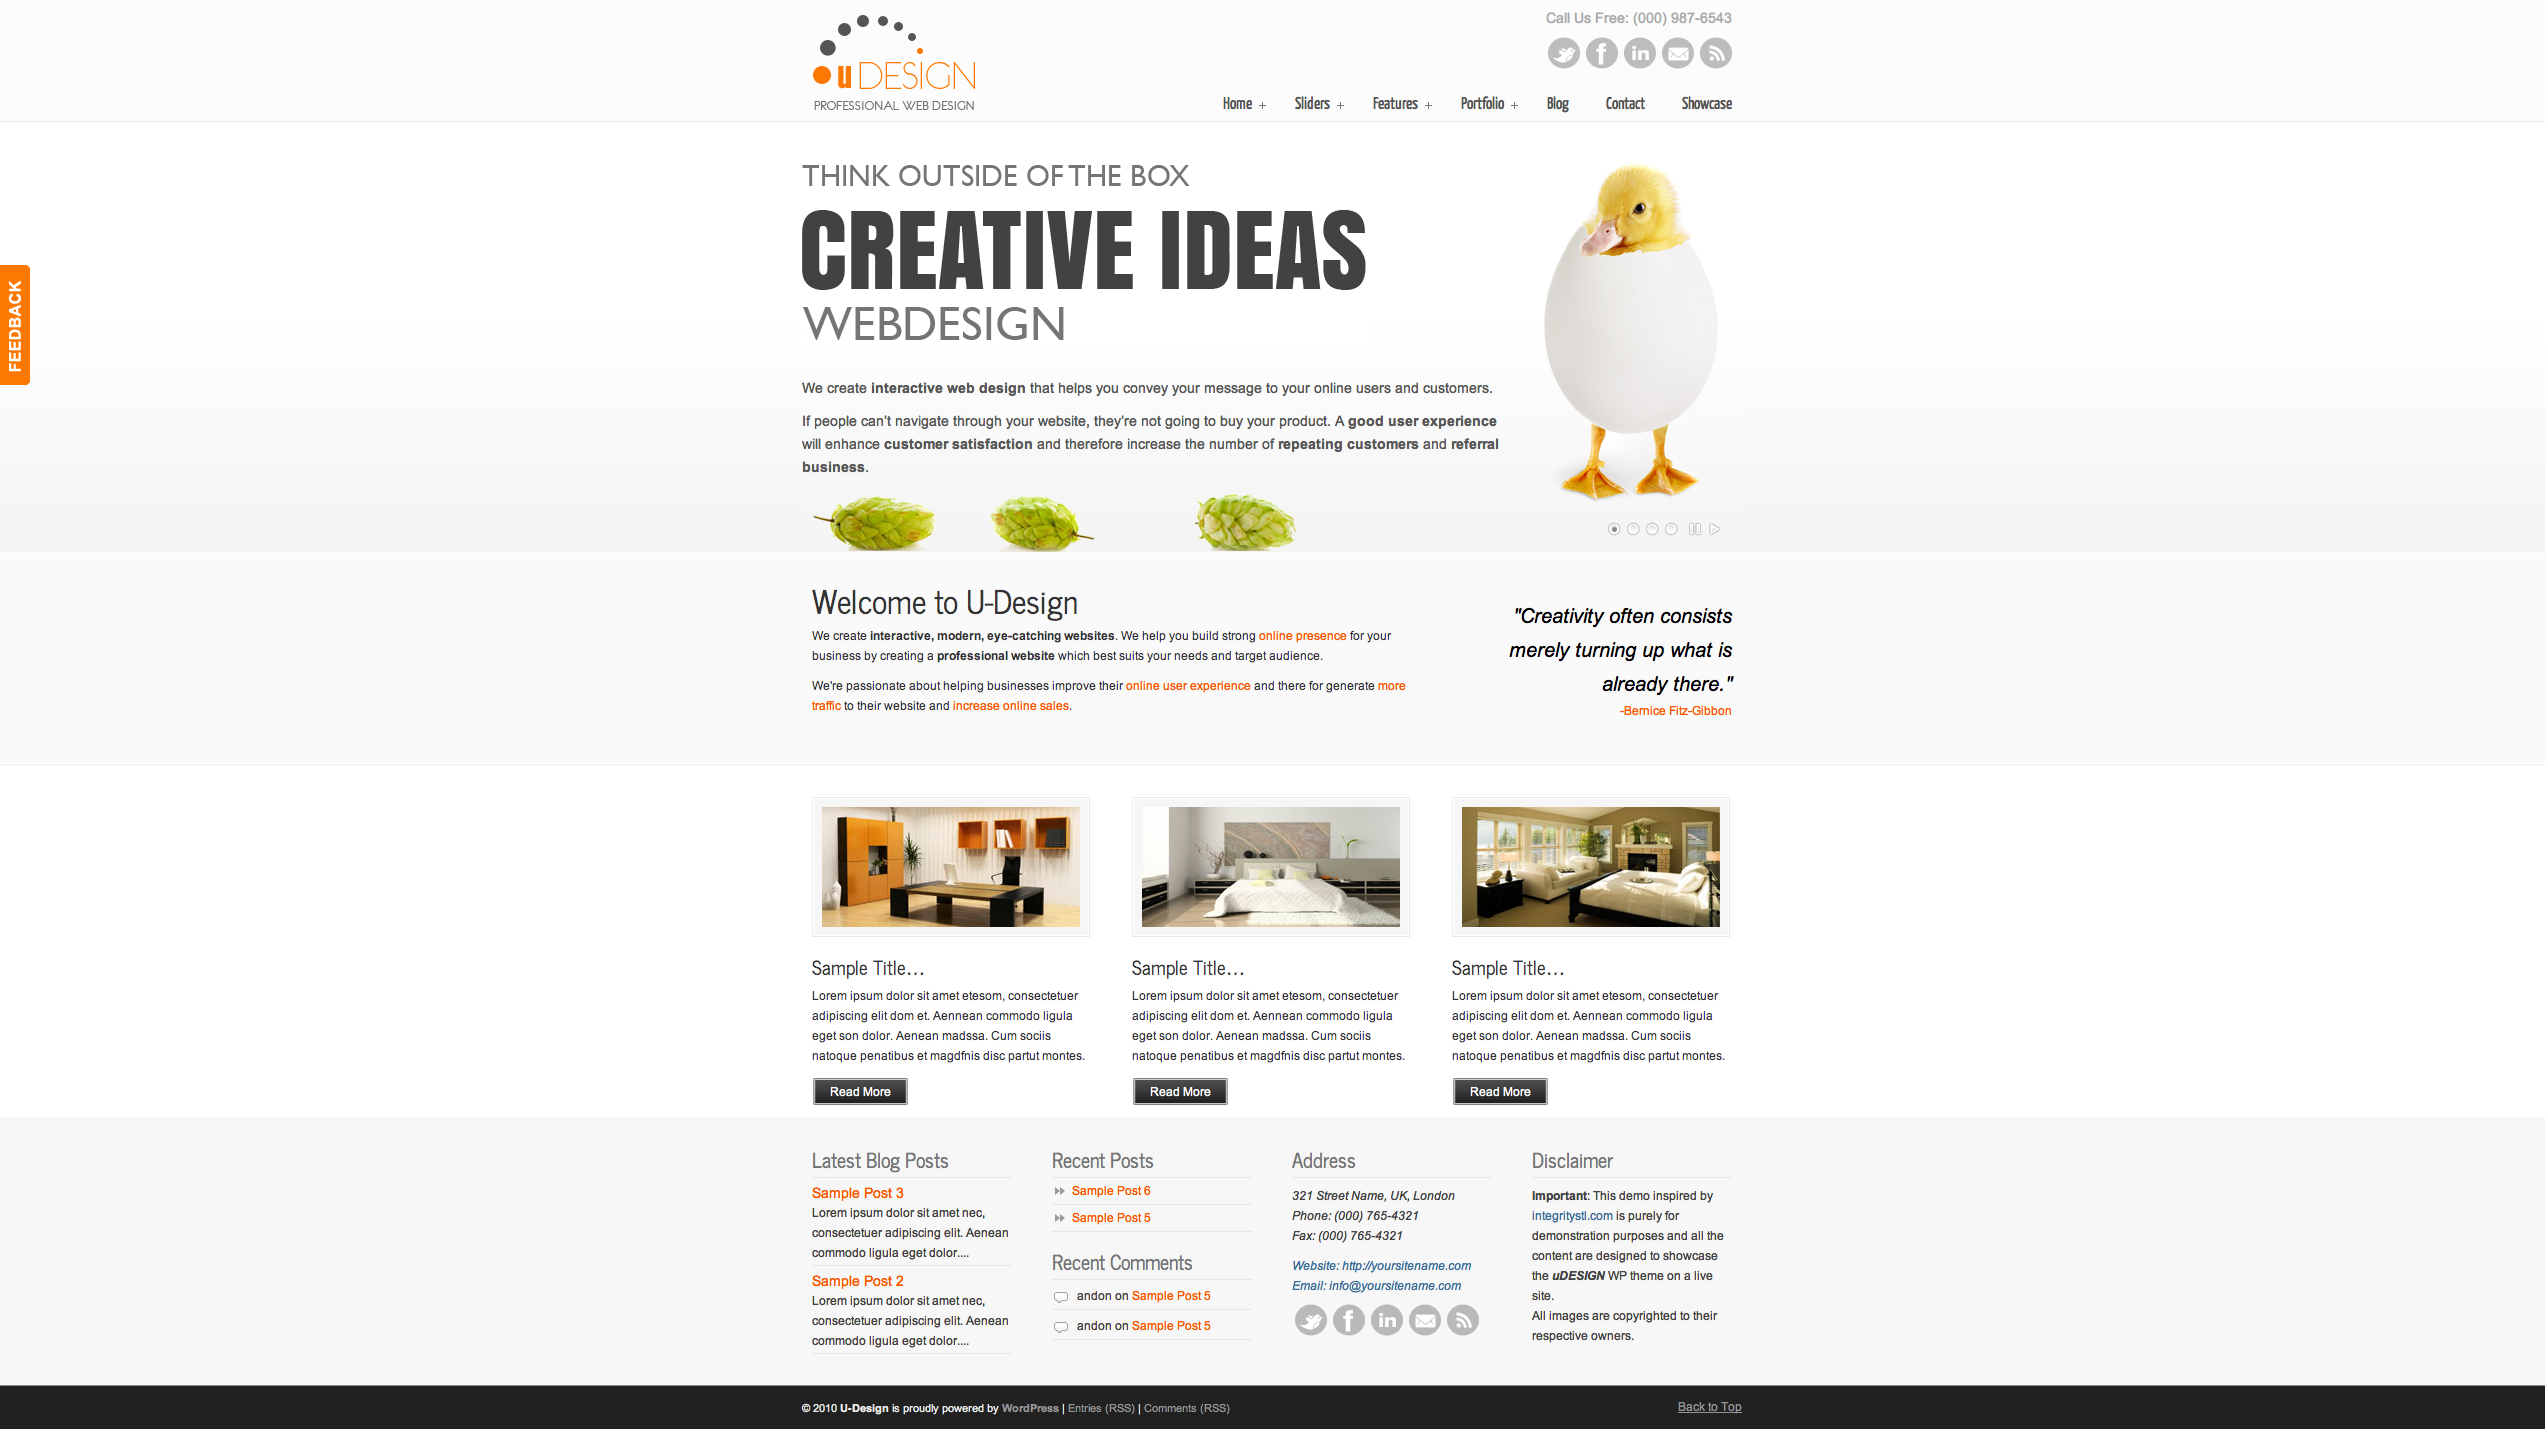 Call Us Free: (000) 987-6543
u DESIGN
PROFESSIONAL WEB DESIGN
Home + Sliders + Features + Portfolio + Blog Contact Showcase
FEEDBACK
THINK OUTSIDE OF THE BOX
CREATIVE IDEAS
WEBDESIGN
We create interactive web design that helps you convey your message to your online users and customers.
If people can’t navigate through your website, they’re not going to buy your product. A good user experience
will enhance customer satisfaction and therefore increase the number of repeating customers and referral
business.
Welcome to U-Design
We create interactive, modern, eye-catching websites. We help you build strong online presence for your
business by creating a professional website which best suits your needs and target audience.
We're passionate about helping businesses improve their online user experience and there for generate more
traffic to their website and increase online sales.
"Creativity often consists
merely turning up what is
already there."
-Bernice Fitz-Gibbon
Sample Title...
Lorem ipsum dolor sit amet etesom, consectetuer
adipiscing elit dom et. Aennean commodo ligula
eget son dolor. Aenean madssa. Cum sociis
natoque penatibus et magdfnis disc partut montes.
Read More
Sample Title...
Lorem ipsum dolor sit amet etesom, consectetuer
adipiscing elit dom et. Aennean commodo ligula
eget son dolor. Aenean madssa. Cum sociis
natoque penatibus et magdfnis disc partut montes.
Read More
Sample Title...
Lorem ipsum dolor sit amet etesom, consectetuer
adipiscing elit dom et. Aennean commodo ligula
eget son dolor. Aenean madssa. Cum sociis
natoque penatibus et magdfnis disc partut montes.
Read More
Latest Blog Posts
Sample Post 3
Lorem ipsum dolor sit amet nec,
consectetuer adipiscing elit. Aenean
commodo ligula eget dolor....
Sample Post 2
Lorem ipsum dolor sit amet nec,
consectetuer adipiscing elit. Aenean
commodo ligula eget dolor....
Recent Posts
Sample Post 6
Sample Post 5
Recent Comments
andon on Sample Post 5
andon on Sample Post 5
Address
321 Street Name, UK, London
Phone: (000) 765-4321
Fax: (000) 765-4321
Website: http://yoursitename.com
Email: info@yoursitename.com
Disclaimer
Important: This demo inspired by
integritystl.com is purely for
demonstration purposes and all the
content are designed to showcase
the uDESIGN WP theme on a live
site.
All images are copyrighted to their
respective owners.
© 2010 U-Design is proudly powered by WordPress | Entries (RSS) | Comments (RSS)
Back to Top